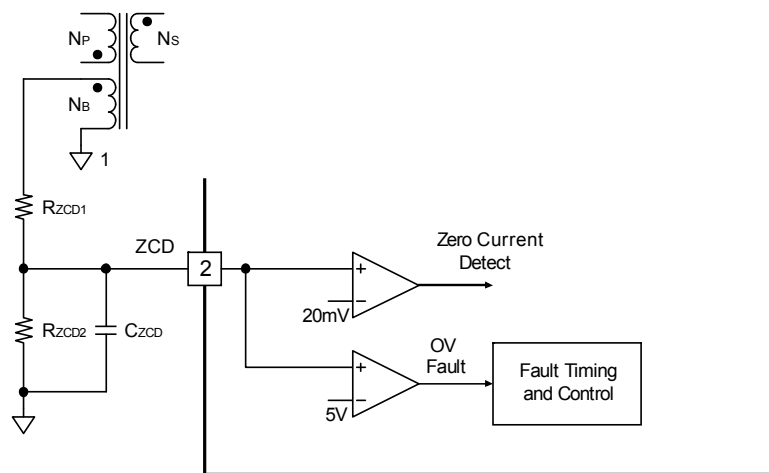 NP
NS
NB
1
RZCD1
ZCD
2
RZCD2
CZCD
+
−
20mV
Zero Current
Detect
+
−
5V
OV
Fault
Fault Timing
and Control